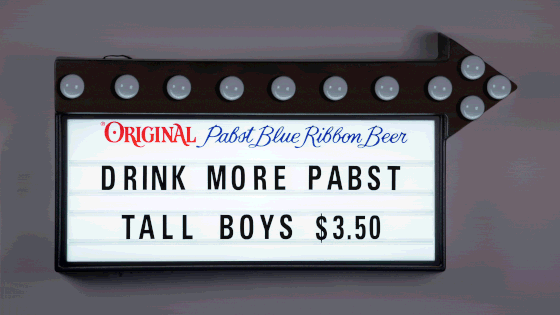 ORIGINAL Pabst Blue Ribbon Beer
DRINK MORE PABST
TALL BOYS $3.50